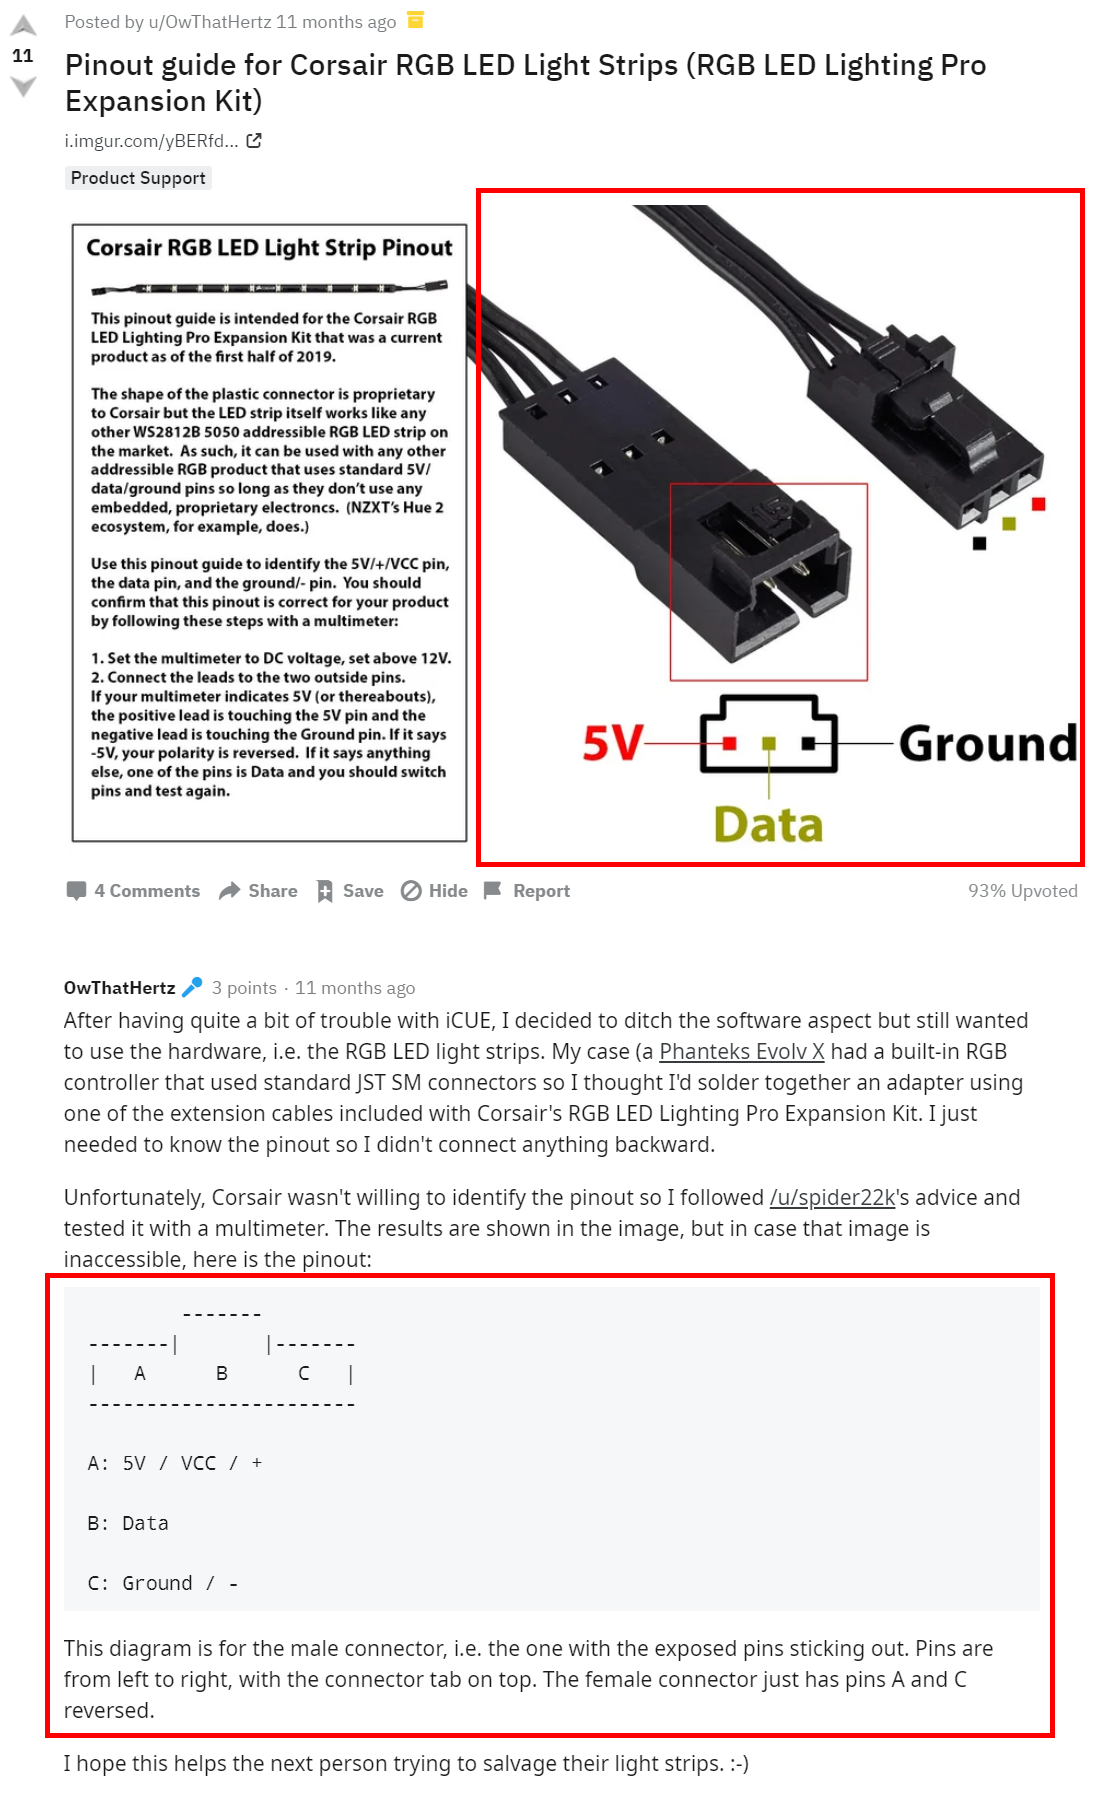 Posted by u/OwThatHertz 11 months ago
11
Pinout guide for Corsair RGB LED Light Strips (RGB LED Lighting Pro
Expansion Kit)
i.imgur.com/yBERfd...
Product Support
Corsair RGB LED Light Strip Pinout
This pinout guide is intended for the Corsair RGB
LED Lighting Pro Expansion Kit that was a current
product as of the first half of 2019.
The shape of the plastic connector is proprietary
to Corsair but the LED strip itself works like any
other WS2812B 5050 addressible RGB LED strip on
the market. As such, it can be used with any other
addressible RGB product that uses standard 5V/
data/ground pins so long as they don't use any
embedded, proprietary electroncs. (NZXT's Hue 2
ecosystem, for example, does.)
Use this pinout guide to identify the 5V/+/VCC pin,
the data pin, and the ground/- pin. You should
confirm that this pinout is correct for your product
by following these steps with a multimeter:
1. Set the multimeter to DC voltage, set above 12V.
2. Connect the leads to the two outside pins.
If your multimeter indicates 5V (or thereabouts),
the positive lead is touching the 5V pin and the
negative lead is touching the Ground pin. If it says
-5V, your polarity is reversed. If it says anything
else, one of the pins is Data and you should switch
pins and test again.
5V
Ground
Data
4 Comments Share Save Hide Report
93% Upvoted
OwThatHertz 3 points · 11 months ago
After having quite a bit of trouble with iCUE, I decided to ditch the software aspect but still wanted
to use the hardware, i.e. the RGB LED light strips. My case (a Phanteks Evolv X had a built-in RGB
controller that used standard JST SM connectors so I thought I'd solder together an adapter using
one of the extension cables included with Corsair's RGB LED Lighting Pro Expansion Kit. I just
needed to know the pinout so I didn't connect anything backward.
Unfortunately, Corsair wasn't willing to identify the pinout so I followed /u/spider22k's advice and
tested it with a multimeter. The results are shown in the image, but in case that image is
inaccessible, here is the pinout:
-------
-------| |-------
| A B C |
-----------------------
A: 5V / VCC / +
B: Data
C: Ground / -
This diagram is for the male connector, i.e. the one with the exposed pins sticking out. Pins are
from left to right, with the connector tab on top. The female connector just has pins A and C
reversed.
I hope this helps the next person trying to salvage their light strips. :-)